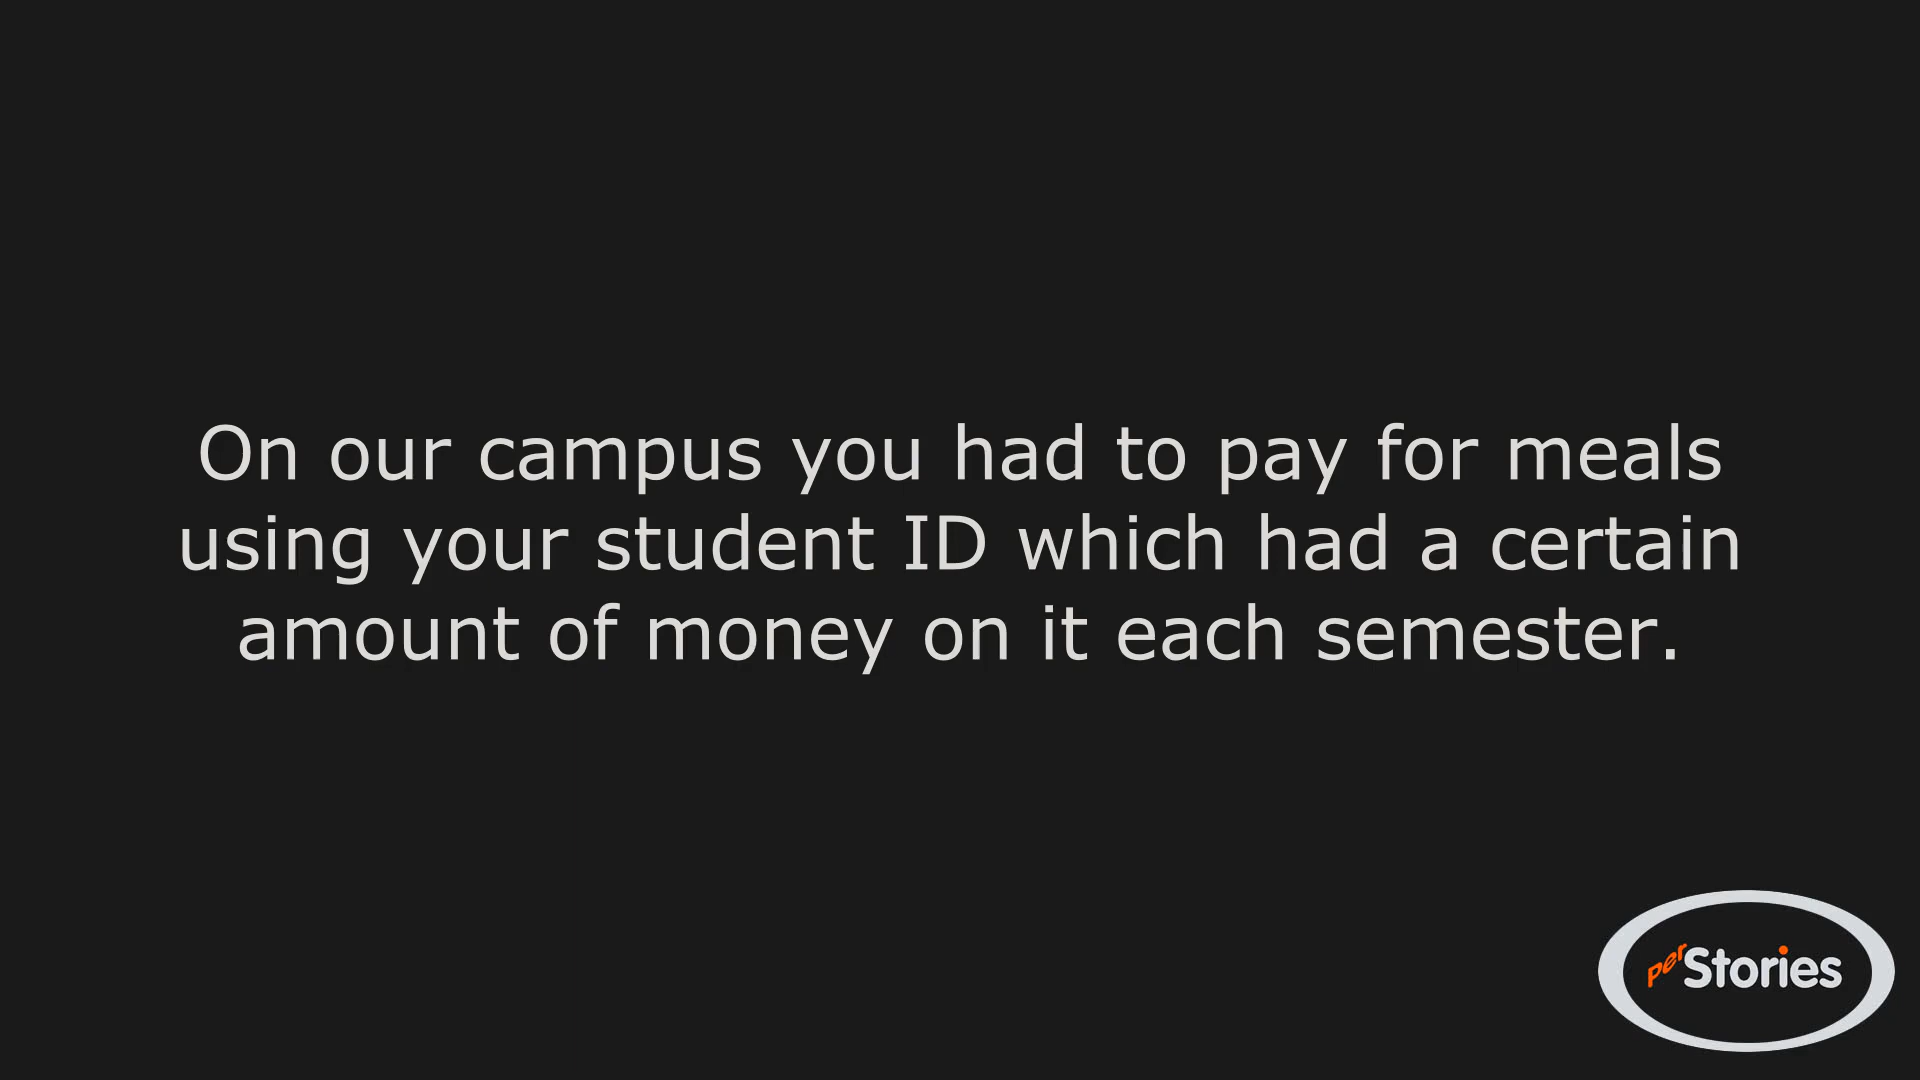 On our campus you had to pay for meals
using your student ID which had a certain
amount of money on it each semester.
perStories